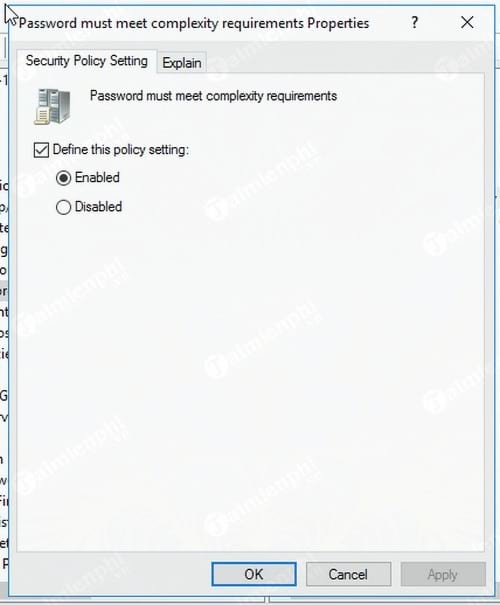 Password must meet complexity requirements Properties
?
Security Policy Setting
Explain
Password must meet complexity requirements
Define this policy setting:
Enabled
Disabled
OK
Cancel
Apply
Taimienphi